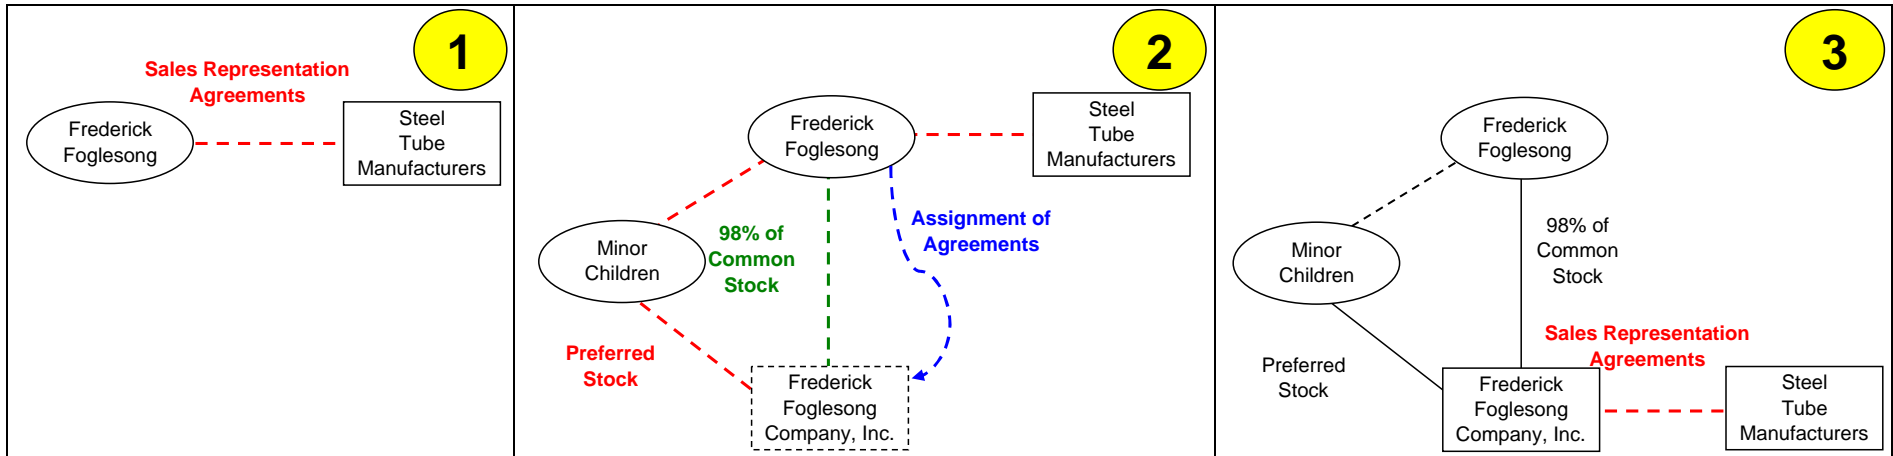 1
Sales Representation
Agreements
Frederick
Foglesong
Steel
Tube
Manufacturers
2
Frederick
Foglesong
Steel
Tube
Manufacturers
Assignment of
Agreements
98% of
Common
Stock
Minor
Children
Preferred
Stock
Frederick
Foglesong
Company, Inc.
3
Frederick
Foglesong
98% of
Common
Stock
Minor
Children
Preferred
Stock
Sales Representation
Agreements
Frederick
Foglesong
Company, Inc.
Steel
Tube
Manufacturers